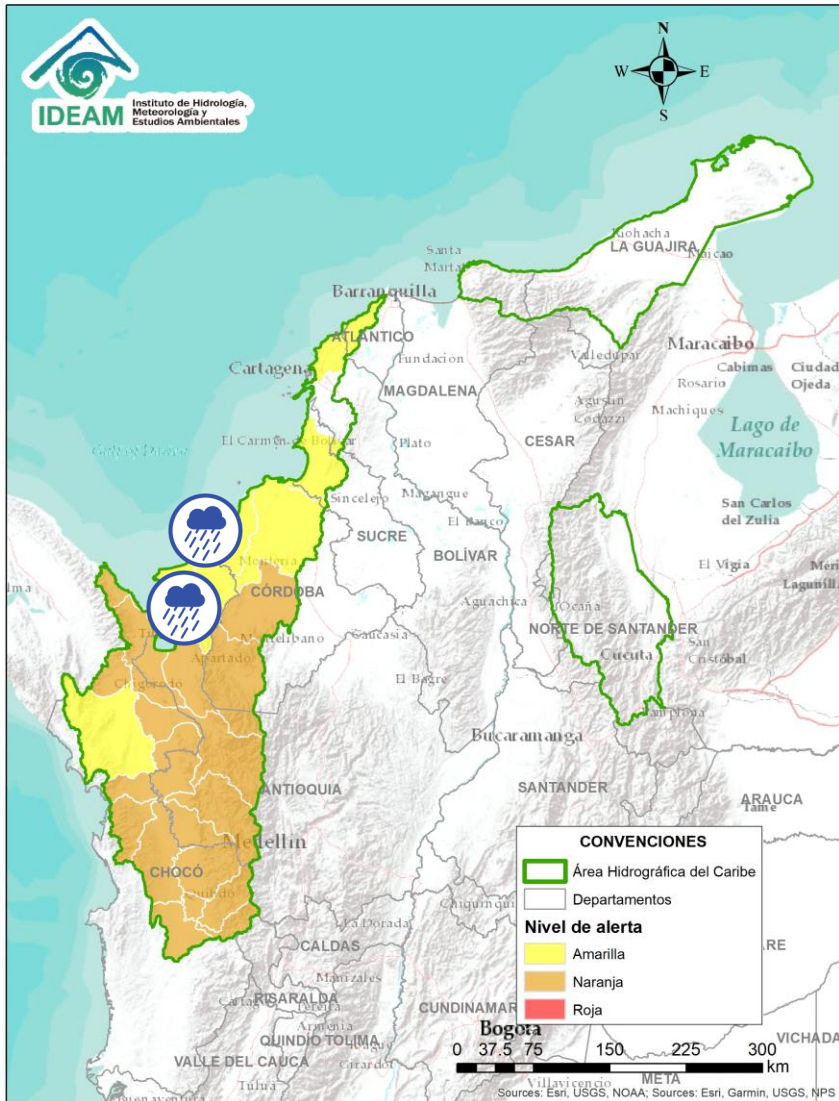 IDEAM
Instituto de Hidrología,
Meteorología y
Estudios Ambientales
N
W
E
S
Riohacha
LA GUAJIRA
Maicao
Santa
Barranquilla
ATLÁNTICO
Maracaibo
Cabimas
Ciudad
Ojeda
Fundación
Valledupar
Rosario
Cartagena
MAGDALENA
Machiques
Agustín
Codazzi
Lago de
Maracaibo
El Carmen de Bolívar
Plato
CESAR
Sincelejo
Magangue
San Carlos
del Zulia
El Banco
SUCRE
BOLÍVAR
Montería
El Vigía
CÓRDOBA
Aguachica
Ocaña
NORTE DE SANTANDER
Caucasia
San
Cristóbal
Apartadó
Cúcuta
Chigorodó
El Bagre
Pamplona
Bucaramanga
ANTIOQUIA
SANTANDER
ARAUCA
Tame
Medellín
CHOCÓ
Quibdó
La Dorada
CALDAS
Manizales
RISARALDA
Pereira
Armenia
QUINDÍO
TOLIMA
Girardot
VALLE DEL CAUCA
Tuluá
Bogotá
VICHADA
META
Villavicencio
CONVENCIONES
Área Hidrográfica del Caribe
Departamentos
Nivel de alerta
Amarilla
Naranja
Roja
0 37.5 75 150 225 300
km
Sources: Esri, USGS, NOAA; Sources: Esri, Garmin, USGS, NPS